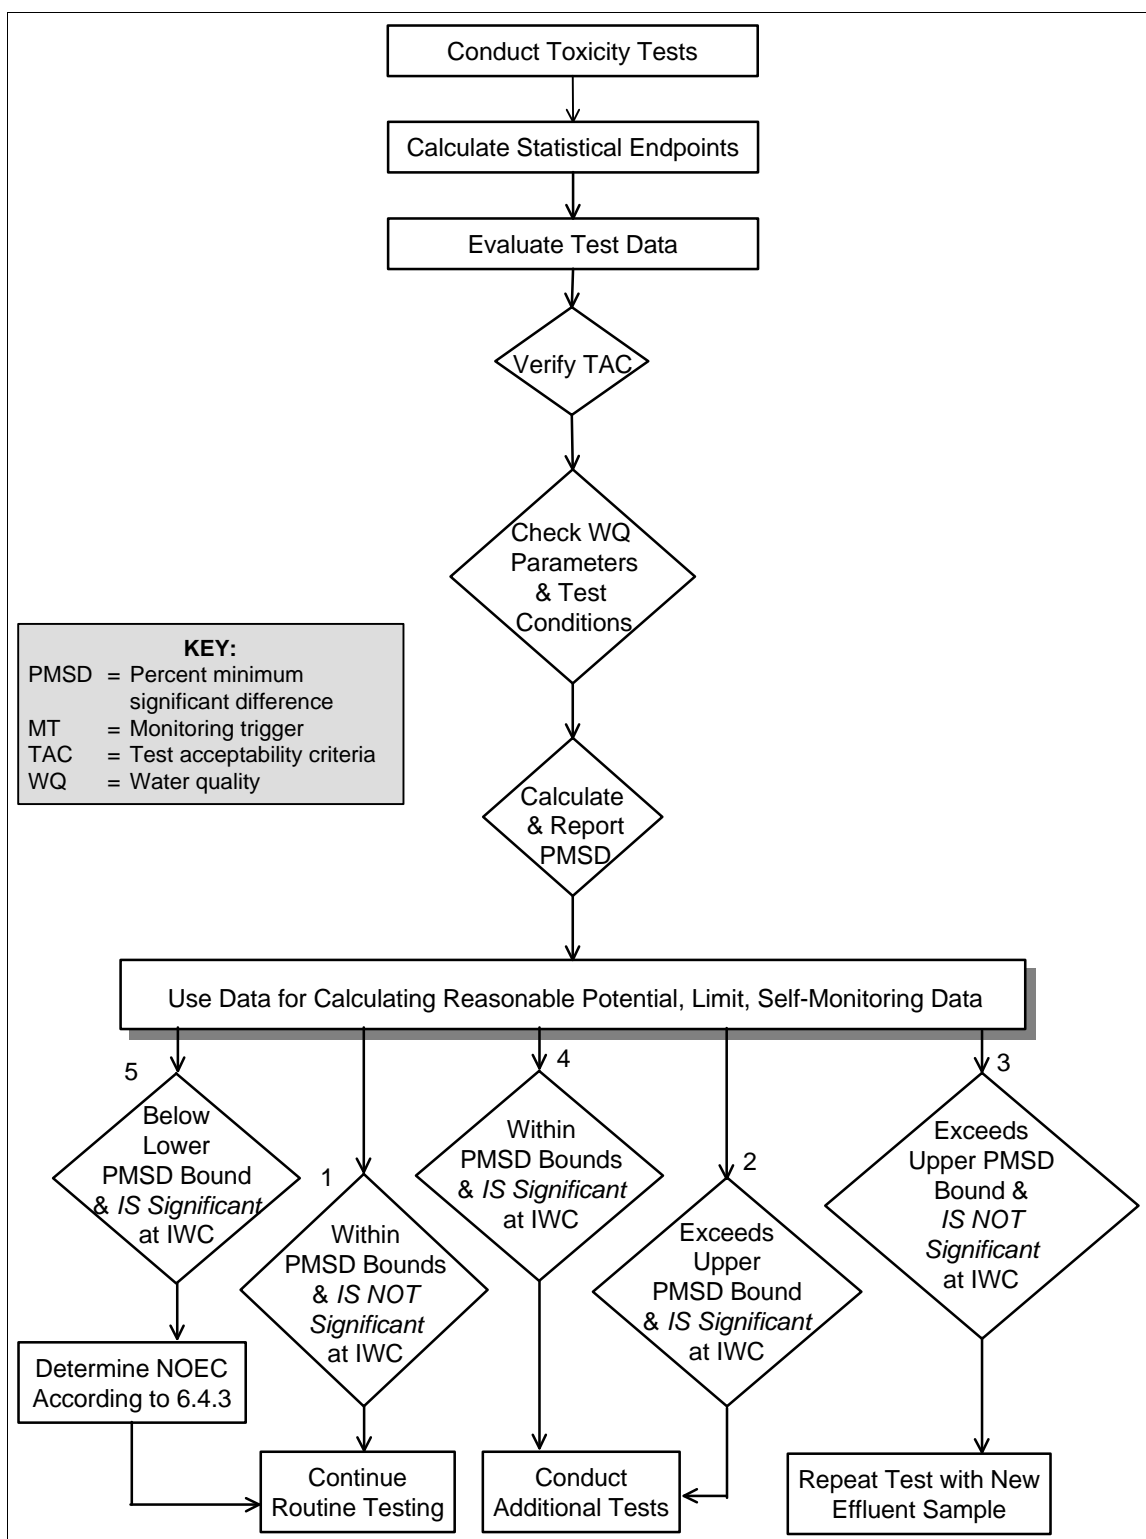 Conduct Toxicity Tests
Calculate Statistical Endpoints
Evaluate Test Data
Verify TAC
Check WQ
Parameters
& Test
Conditions
KEY:
PMSD = Percent minimum
significant difference
MT = Monitoring trigger
TAC = Test acceptability criteria
WQ = Water quality
Calculate
& Report
PMSD
Use Data for Calculating Reasonable Potential, Limit, Self-Monitoring Data
5
Below
Lower
PMSD Bound
& IS Significant
at IWC
1
Within
PMSD Bounds
& IS NOT
Significant
at IWC
4
Within
PMSD Bounds
& IS Significant
at IWC
2
Exceeds
Upper
PMSD Bound
& IS Significant
at IWC
3
Exceeds
Upper PMSD
Bound &
IS NOT
Significant
at IWC
Determine NOEC
According to 6.4.3
Continue
Routine Testing
Conduct
Additional Tests
Repeat Test with New
Effluent Sample